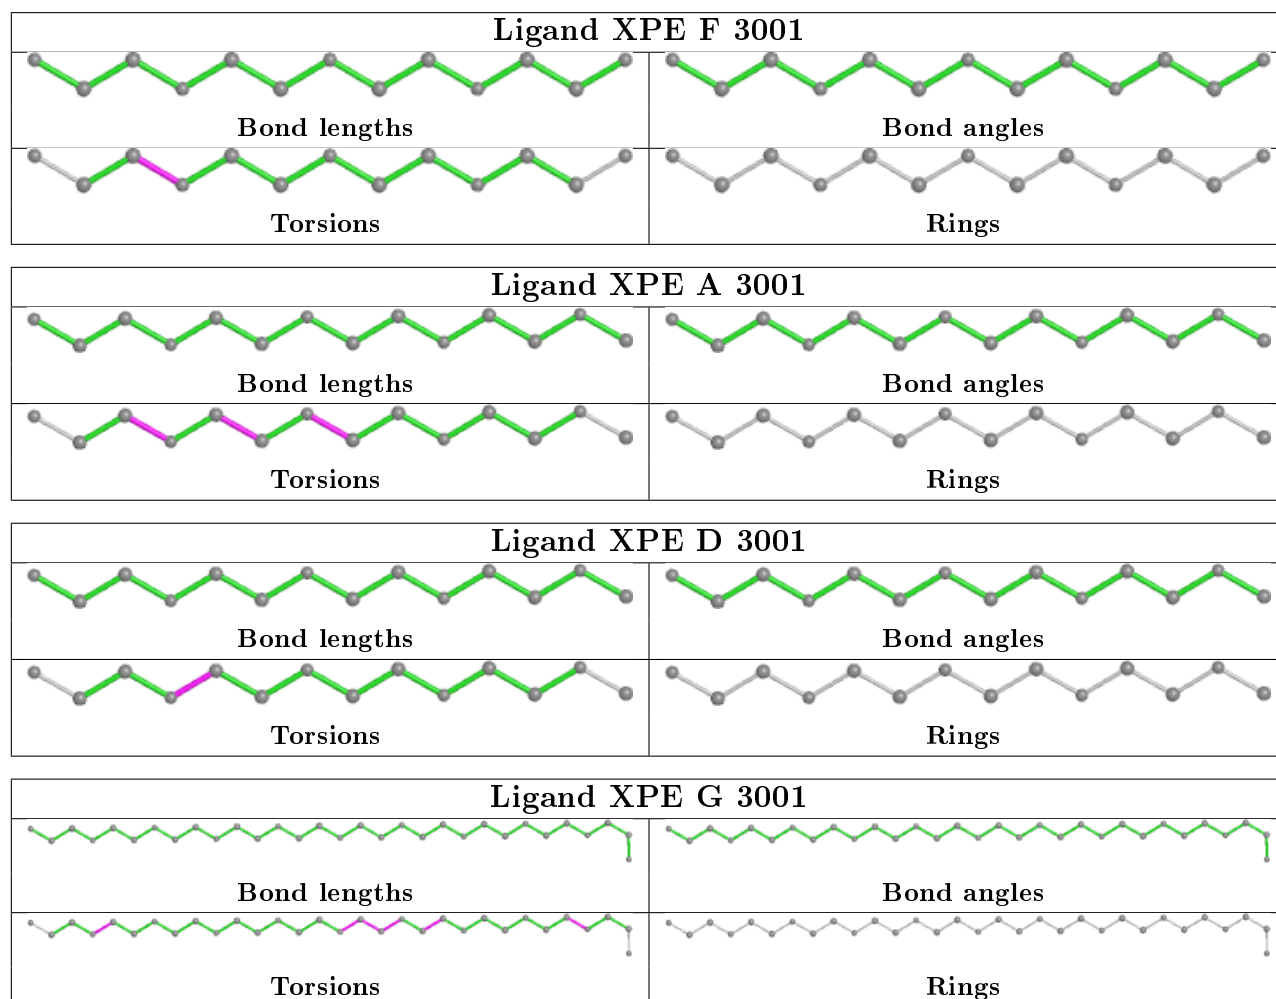 Ligand XPE F 3001
Bond lengths Bond angles
Torsions Rings
Ligand XPE A 3001
Bond lengths Bond angles
Torsions Rings
Ligand XPE D 3001
Bond lengths Bond angles
Torsions Rings
Ligand XPE G 3001
Bond lengths Bond angles
Torsions Rings